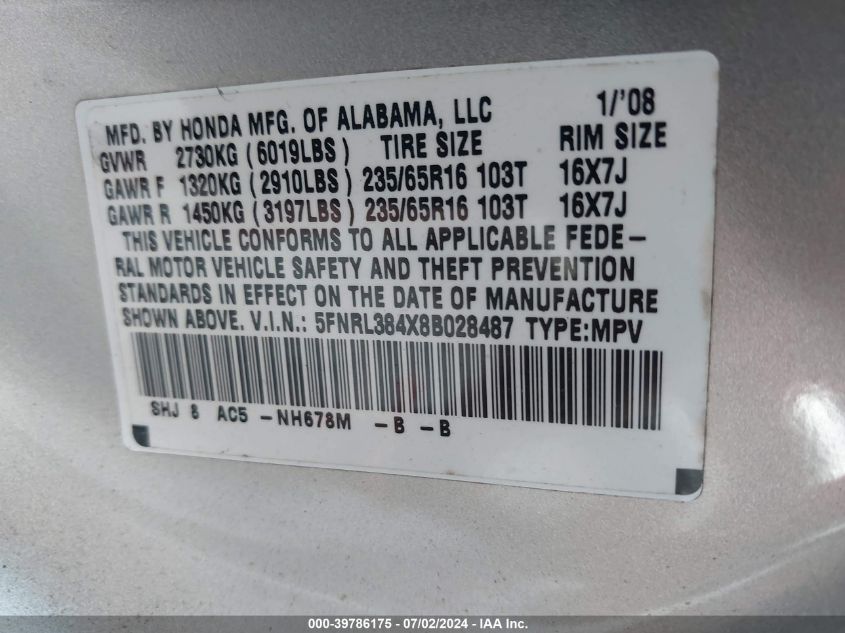 MFD. BY HONDA MFG. OF ALABAMA, LLC 1/'08
GVWR 2730KG (6019LBS) TIRE SIZE RIM SIZE
GAWR F 1320KG (2910LBS) 235/65R16 103T 16X7J
GAWR R 1450KG (3197LBS) 235/65R16 103T 16X7J
THIS VEHICLE CONFORMS TO ALL APPLICABLE FEDE-
RAL MOTOR VEHICLE SAFETY AND THEFT PREVENTION
STANDARDS IN EFFECT ON THE DATE OF MANUFACTURE
SHOWN ABOVE. V.I.N.: 5FNRL384X8B028487 TYPE:MPV
SHJ 8 AC5 -NH678M -B -B
000-39786175 - 07/02/2024 - IAA Inc.